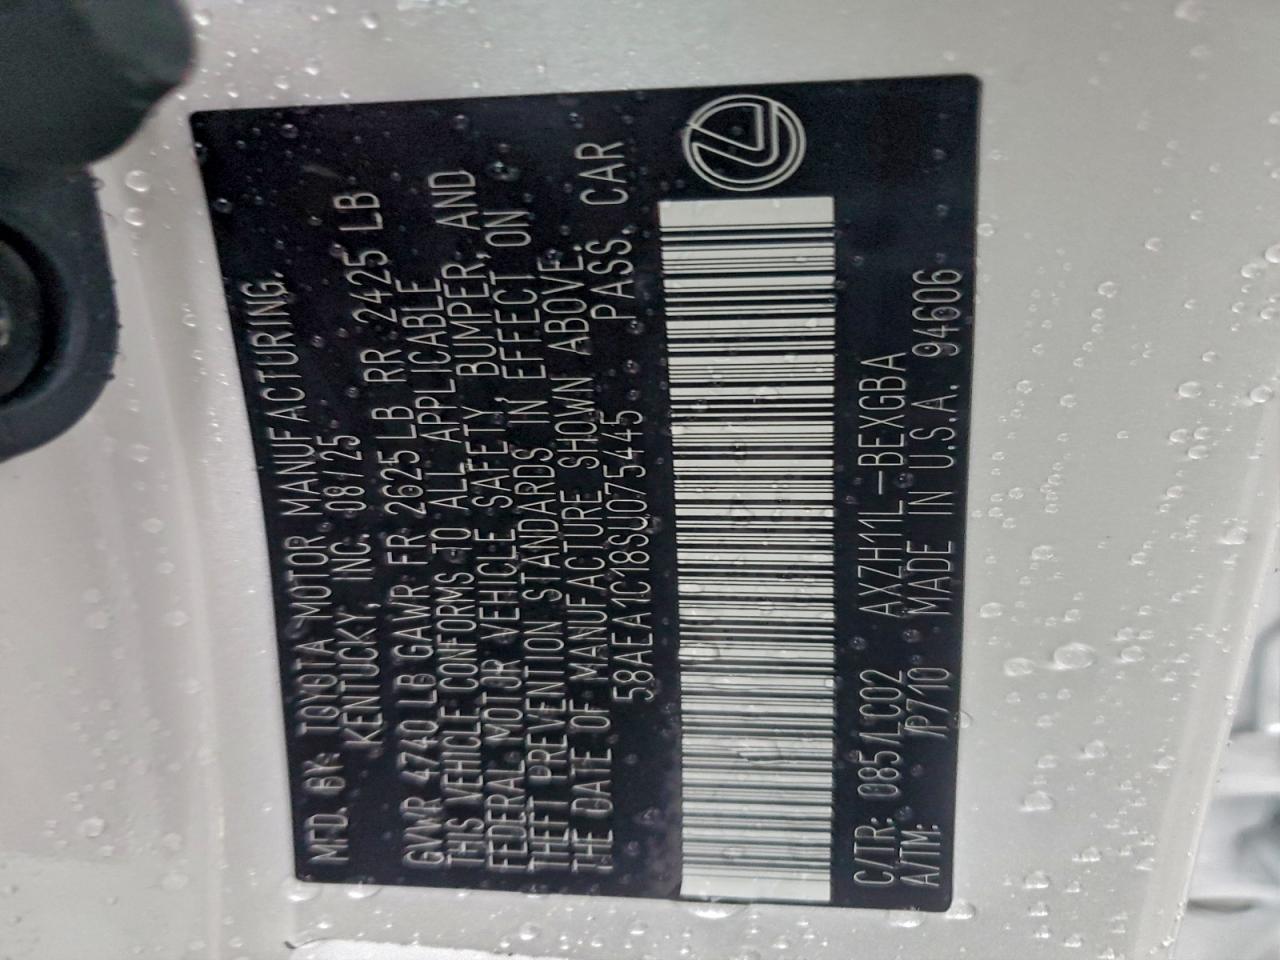 MFD. BY: TOYOTA MOTOR MANUFACTURING.
KENTUCKY, INC. 08/25
GVWR 4740 LB GAWR FR 2625 LB RR 2425 LB
THIS VEHICLE CONFORMS TO ALL APPLICABLE
FEDERAL MOTOR VEHICLE SAFETY, BUMPER, AND
THEFT PREVENTION STANDARDS IN EFFECT ON
THE DATE OF MANUFACTURE SHOWN ABOVE.
58AEA1C18SU075445 PASS. CAR
C/TR: 085/LC02 AXZH11L-BEXGBA
A/TM: /P710 MADE IN U.S.A. 94606